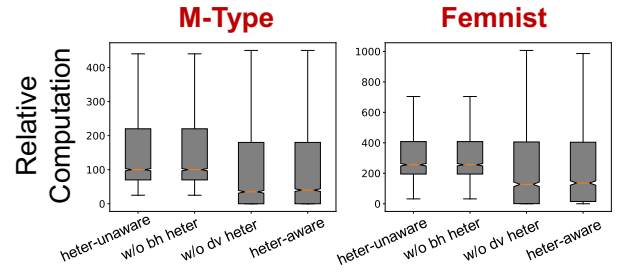 M-Type
Femnist
Relative
Computation
400
300
200
100
0
heter-unaware
w/o bh heter
w/o dv heter
heter-aware
1000
800
600
400
200
0
heter-unaware
w/o bh heter
w/o dv heter
heter-aware